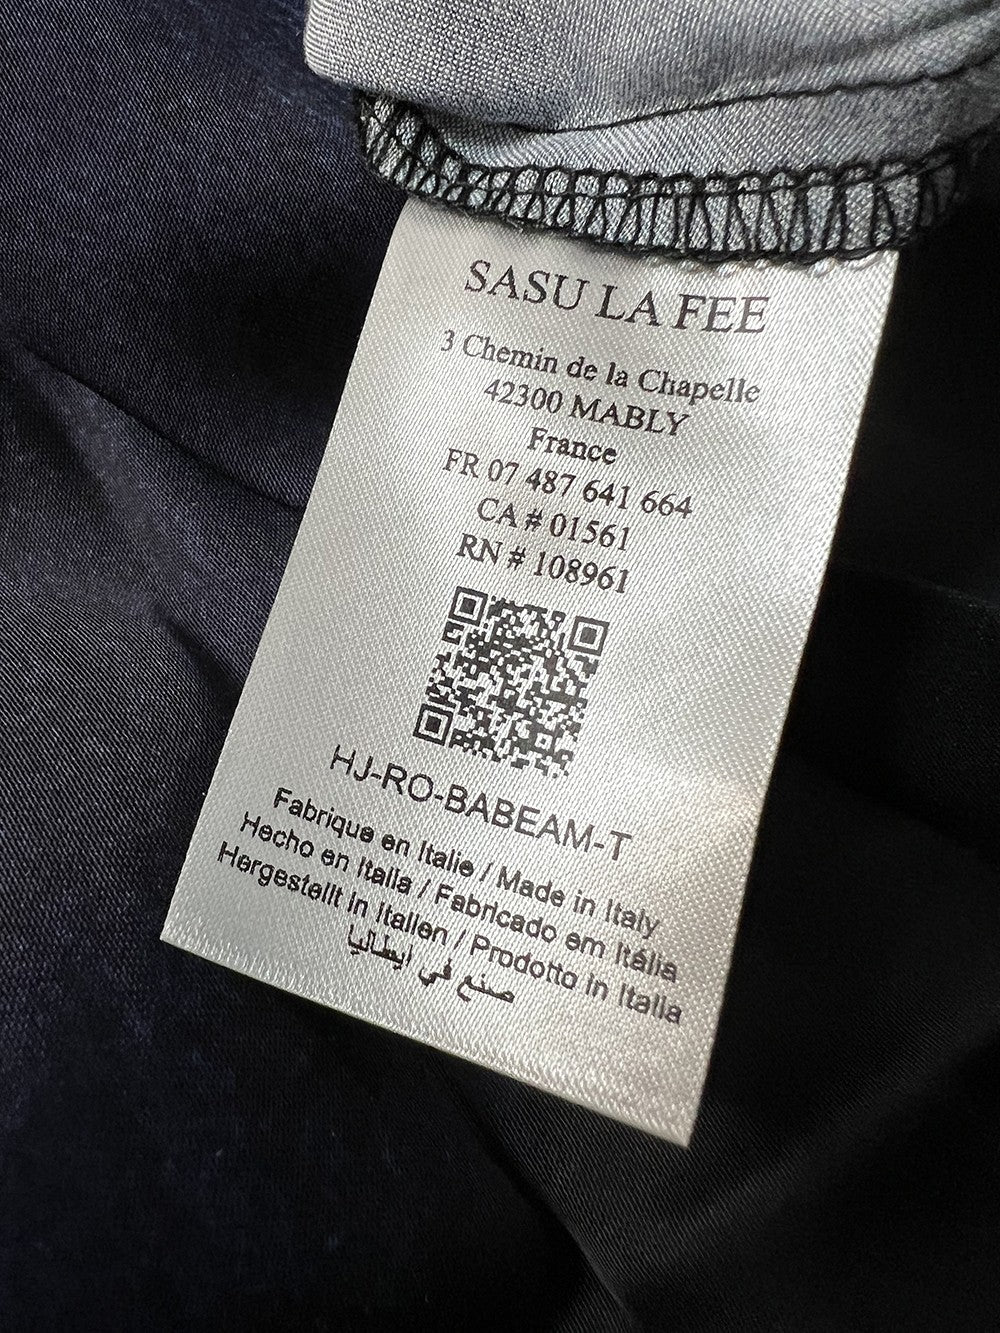 SASU LA FEE
3 Chemin de la Chapelle
42300 MABLY
France
FR 07 487 641 664
CA # 01561
RN # 108961
HJ-RO-BABEAM-T
Fabrique en Italie / Made in Italy
Hecho en Italia / Fabricado em Itália
Hergestellt in Italien / Prodotto in Italia
صنع في ايطاليا